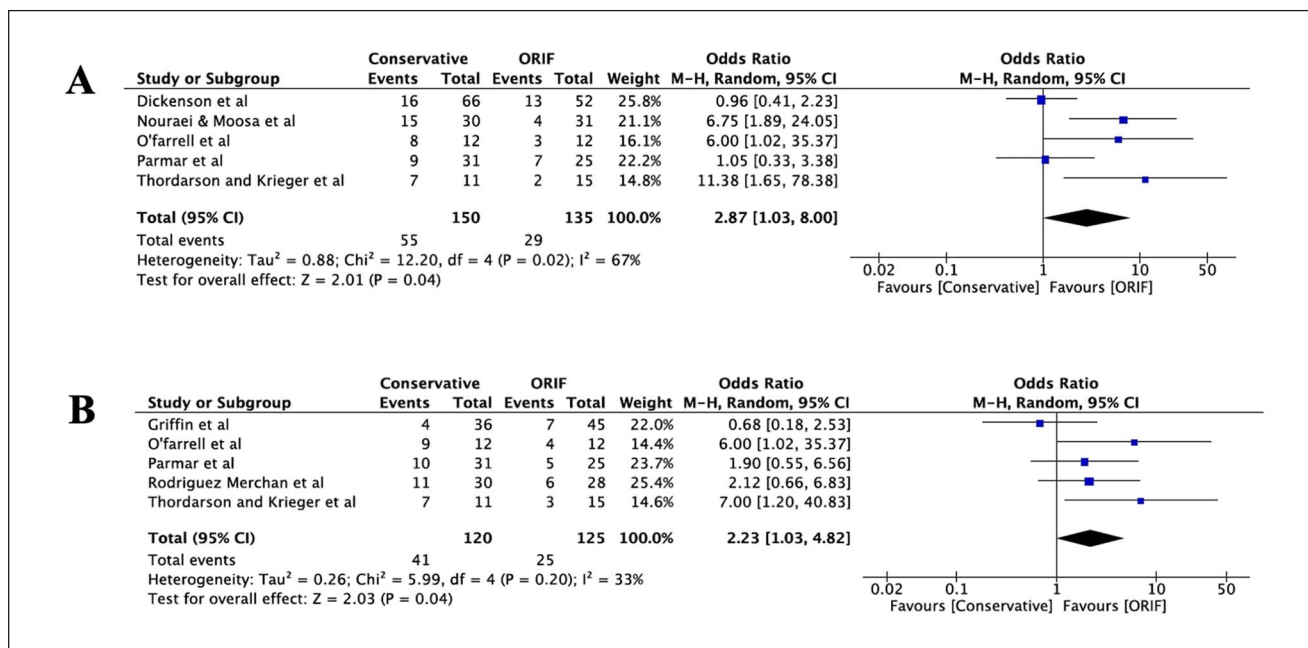 A
Conservative ORIF Odds Ratio Odds Ratio
Study or Subgroup Events Total Events Total Weight M-H, Random, 95% CI M-H, Random, 95% CI
Dickenson et al 16 66 13 52 25.8% 0.96 [0.41, 2.23]
Nouraei & Moosa et al 15 30 4 31 21.1% 6.75 [1.89, 24.05]
O'farrell et al 8 12 3 12 16.1% 6.00 [1.02, 35.37]
Parmar et al 9 31 7 25 22.2% 1.05 [0.33, 3.38]
Thordarson and Krieger et al 7 11 2 15 14.8% 11.38 [1.65, 78.38]
Total (95% CI) 150 135 100.0% 2.87 [1.03, 8.00]
Total events 55 29
Heterogeneity: Tau² = 0.88; Chi² = 12.20, df = 4 (P = 0.02); I² = 67%
Test for overall effect: Z = 2.01 (P = 0.04)
0.02 0.1 1 10 50
Favours [Conservative] Favours [ORIF]
B
Conservative ORIF Odds Ratio Odds Ratio
Study or Subgroup Events Total Events Total Weight M-H, Random, 95% CI M-H, Random, 95% CI
Griffin et al 4 36 7 45 22.0% 0.68 [0.18, 2.53]
O'farrell et al 9 12 4 12 14.4% 6.00 [1.02, 35.37]
Parmar et al 10 31 5 25 23.7% 1.90 [0.55, 6.56]
Rodriguez Merchan et al 11 30 6 28 25.4% 2.12 [0.66, 6.83]
Thordarson and Krieger et al 7 11 3 15 14.6% 7.00 [1.20, 40.83]
Total (95% CI) 120 125 100.0% 2.23 [1.03, 4.82]
Total events 41 25
Heterogeneity: Tau² = 0.26; Chi² = 5.99, df = 4 (P = 0.20); I² = 33%
Test for overall effect: Z = 2.03 (P = 0.04)
0.02 0.1 1 10 50
Favours [Conservative] Favours [ORIF]